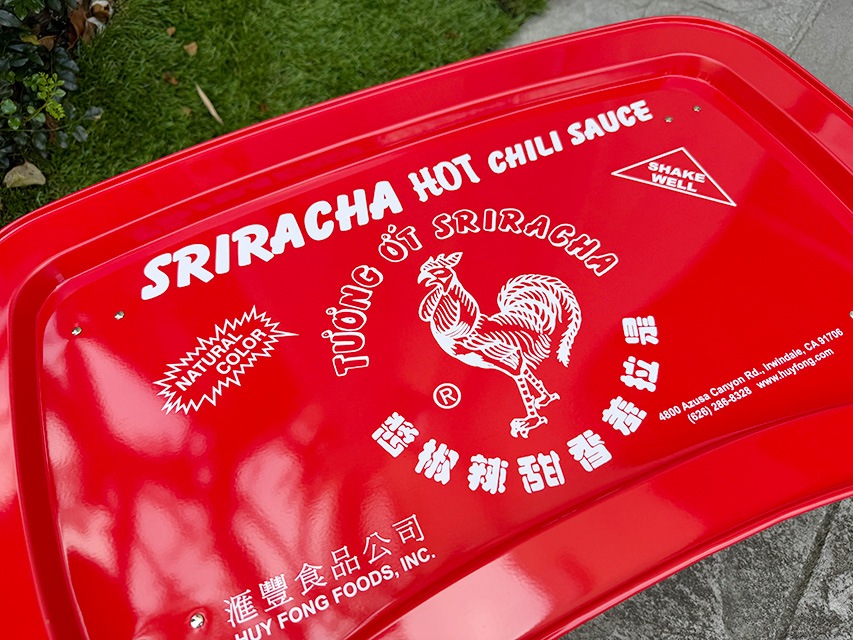 SRIRACHA HOT CHILI SAUCE
SHAKE
WELL
TƯƠNG ỚT SRIRACHA
NATURAL
COLOR
®
是拉差香甜辣椒醬
4800 Azusa Canyon Rd., Irwindale, CA 91706
(626) 286-8328 www.huyfong.com
滙豐食品公司
HUY FONG FOODS, INC.